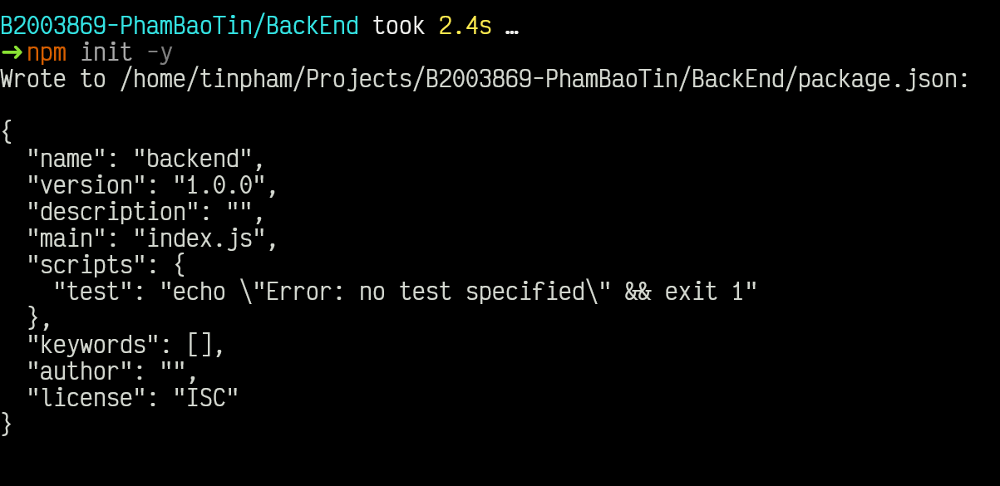 B2003869-PhamBaoTin/BackEnd took 2.4s …
➜ npm init -y
Wrote to /home/tinpham/Projects/B2003869-PhamBaoTin/BackEnd/package.json:

{
  "name": "backend",
  "version": "1.0.0",
  "description": "",
  "main": "index.js",
  "scripts": {
    "test": "echo \"Error: no test specified\" && exit 1"
  },
  "keywords": [],
  "author": "",
  "license": "ISC"
}